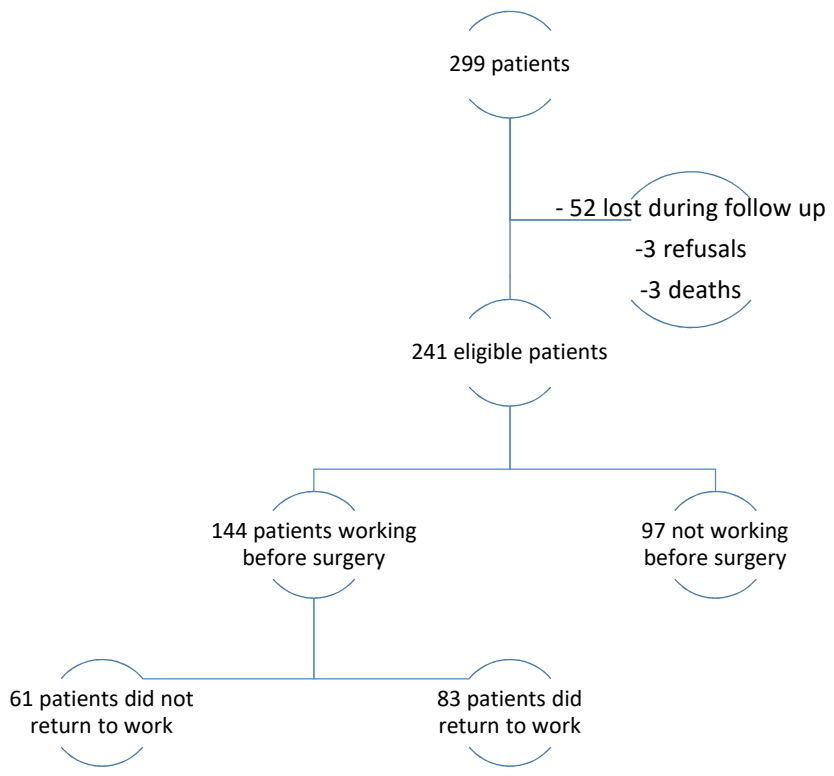 299 patients
- 52 lost during follow up
-3 refusals
-3 deaths
241 eligible patients
144 patients working
before surgery
97 not working
before surgery
61 patients did not
return to work
83 patients did
return to work